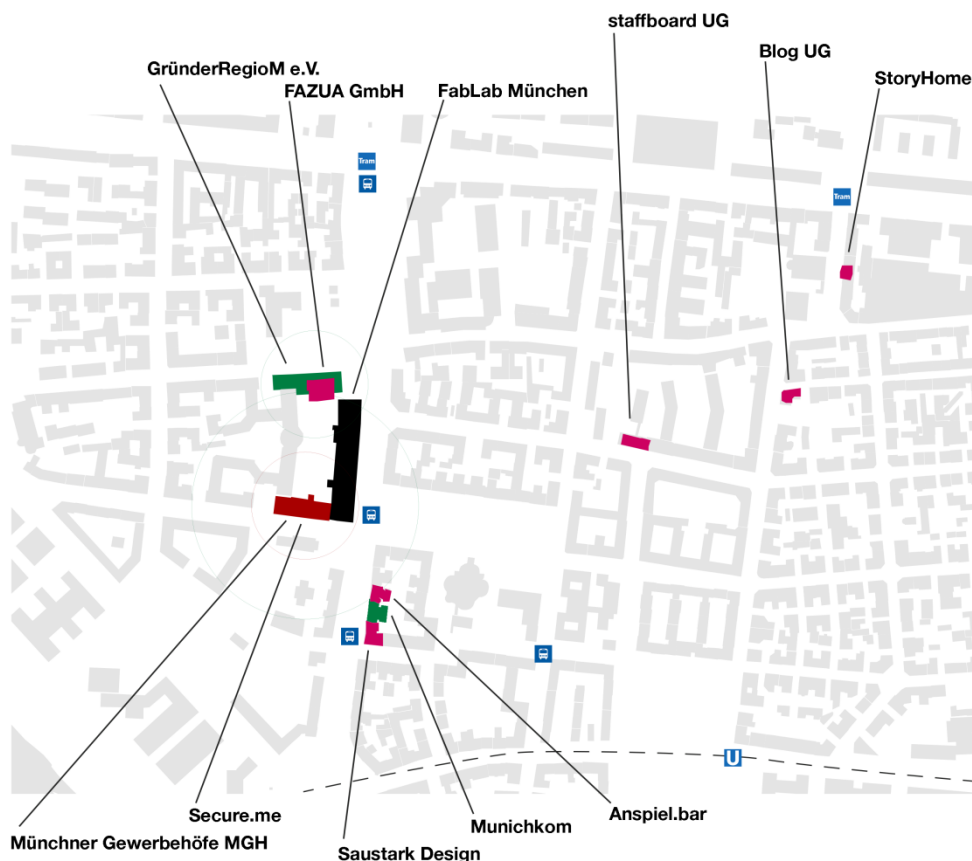 staffboard UG
Blog UG
GründerRegioM e.V.
StoryHome
FAZUA GmbH
FabLab München
Tram
Tram
U
Secure.me
Anspiel.bar
Munichkom
Münchner Gewerbehöfe MGH
Saustark Design